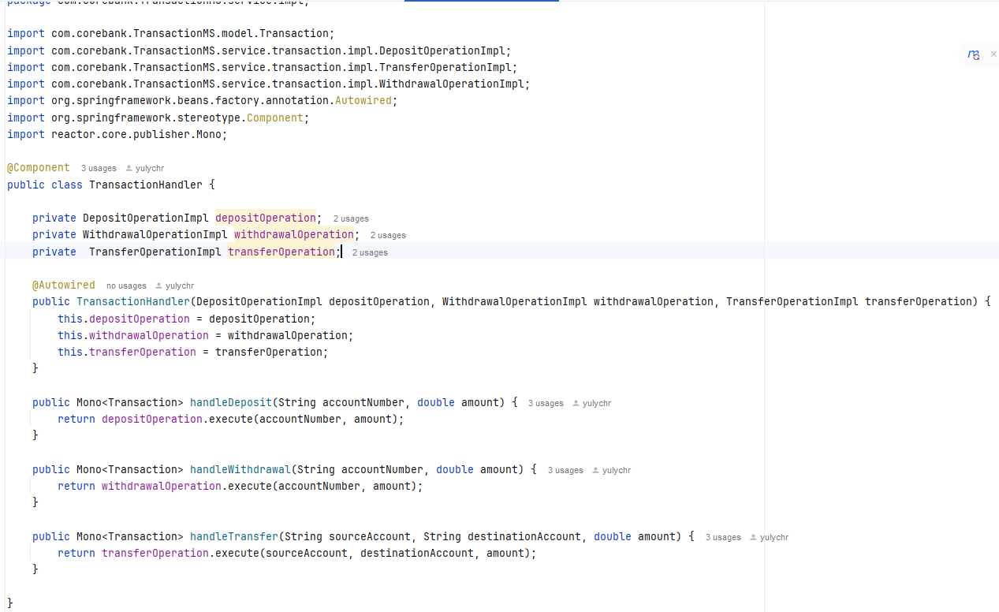 package com.corebank.TransactionMS.service.impl;
import com.corebank.TransactionMS.model.Transaction;
import com.corebank.TransactionMS.service.transaction.impl.DepositOperationImpl;
import com.corebank.TransactionMS.service.transaction.impl.TransferOperationImpl;
import com.corebank.TransactionMS.service.transaction.impl.WithdrawalOperationImpl;
import org.springframework.beans.factory.annotation.Autowired;
import org.springframework.stereotype.Component;
import reactor.core.publisher.Mono;
@Component 3 usages yulychr
public class TransactionHandler {
    private DepositOperationImpl depositOperation; 2 usages
    private WithdrawalOperationImpl withdrawalOperation; 2 usages
    private  TransferOperationImpl transferOperation; 2 usages
    @Autowired no usages yulychr
    public TransactionHandler(DepositOperationImpl depositOperation, WithdrawalOperationImpl withdrawalOperation, TransferOperationImpl transferOperation) {
        this.depositOperation = depositOperation;
        this.withdrawalOperation = withdrawalOperation;
        this.transferOperation = transferOperation;
    }
    public Mono<Transaction> handleDeposit(String accountNumber, double amount) { 3 usages yulychr
        return depositOperation.execute(accountNumber, amount);
    }
    public Mono<Transaction> handleWithdrawal(String accountNumber, double amount) { 3 usages yulychr
        return withdrawalOperation.execute(accountNumber, amount);
    }
    public Mono<Transaction> handleTransfer(String sourceAccount, String destinationAccount, double amount) { 3 usages yulychr
        return transferOperation.execute(sourceAccount, destinationAccount, amount);
    }
}